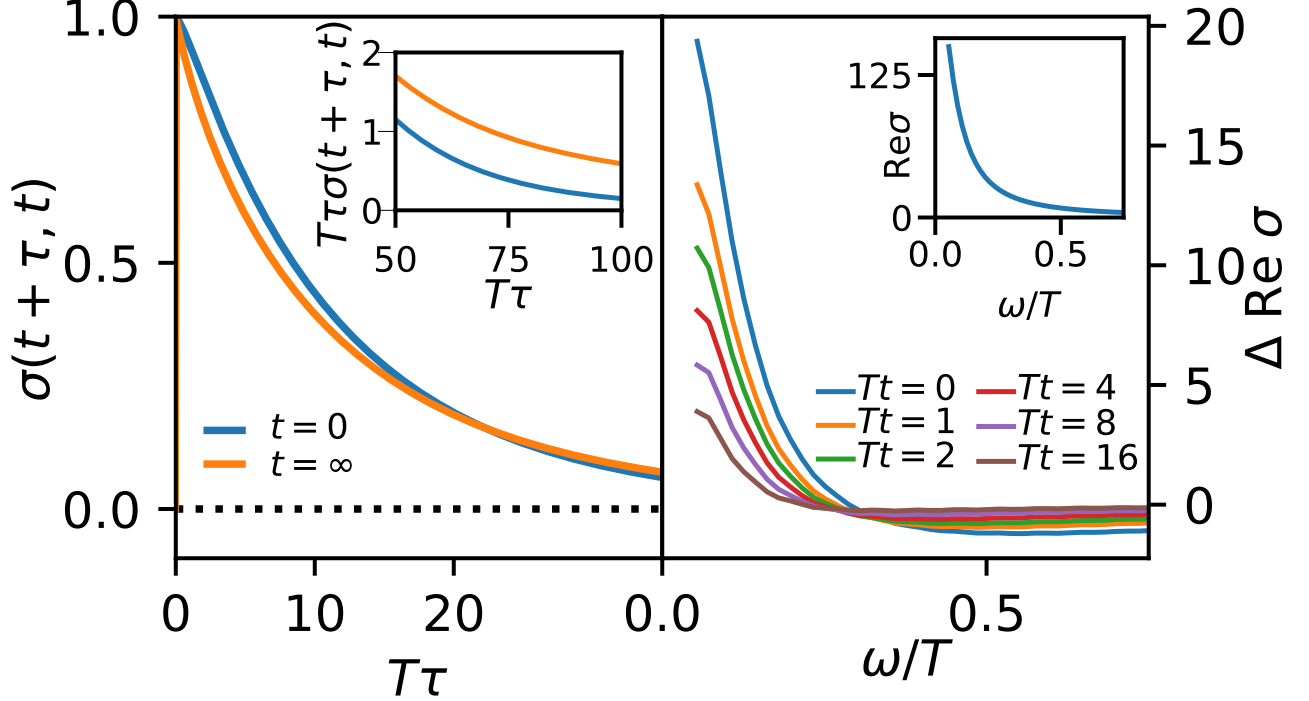 σ(t + τ, t)
1.0
0.5
0.0
0
10
20
Tτ
t = 0
t = ∞
Tτσ(t + τ, t)
2
1
0
50
75
100
Tτ
0.0
0.5
ω/T
20
15
10
5
0
Δ Re σ
Tt = 0
Tt = 1
Tt = 2
Tt = 4
Tt = 8
Tt = 16
Reσ
125
0
0.0
0.5
ω/T